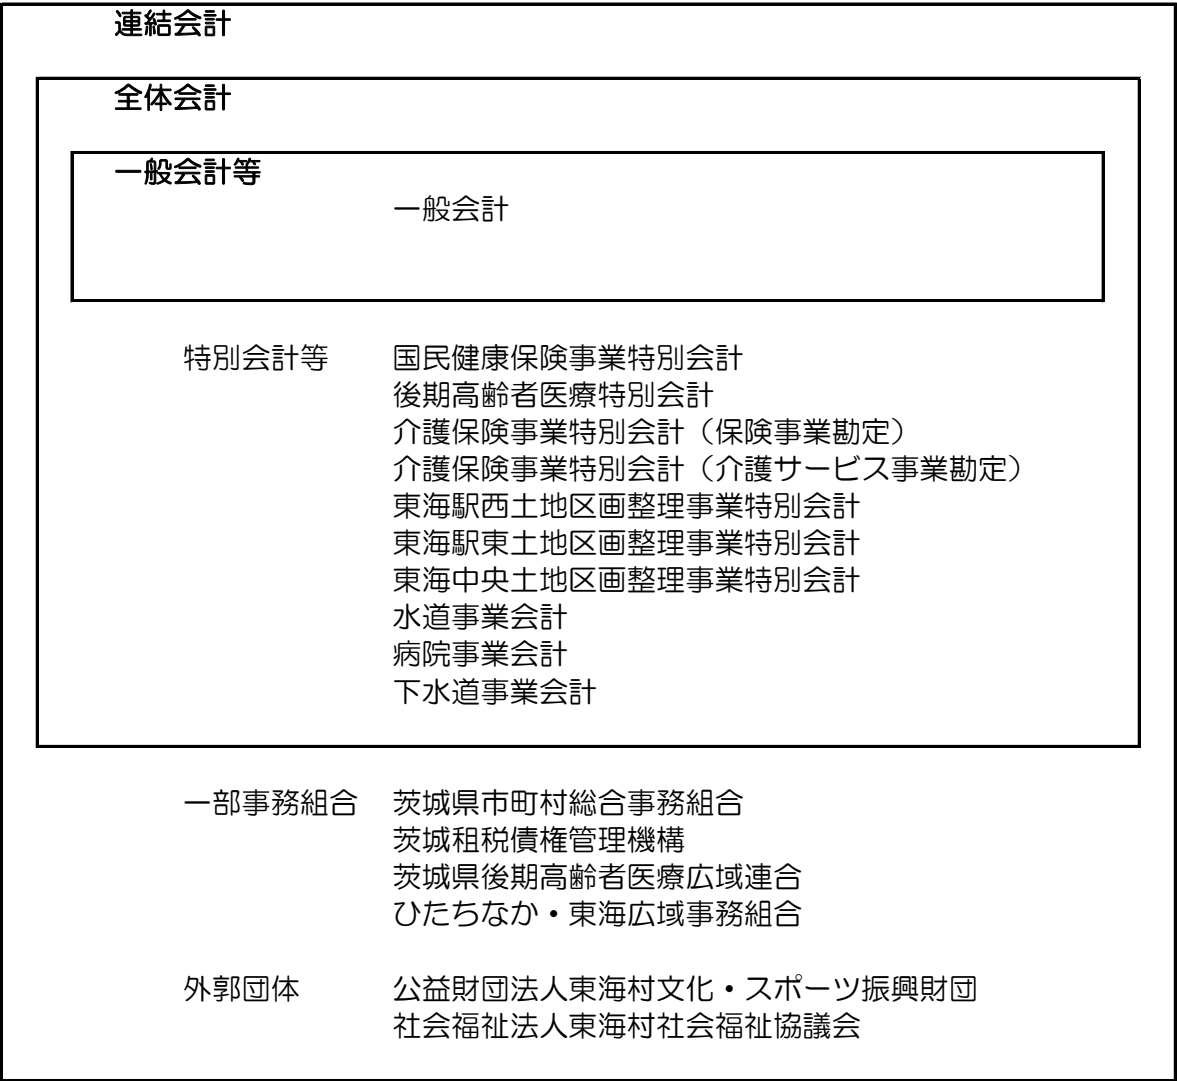 連結会計
全体会計
一般会計等
一般会計
特別会計等 国民健康保険事業特別会計
後期高齢者医療特別会計
介護保険事業特別会計（保険事業勘定）
介護保険事業特別会計（介護サービス事業勘定）
東海駅西土地区画整理事業特別会計
東海駅東土地区画整理事業特別会計
東海中央土地区画整理事業特別会計
水道事業会計
病院事業会計
下水道事業会計
一部事務組合 茨城県市町村総合事務組合
茨城租税債権管理機構
茨城県後期高齢者医療広域連合
ひたちなか・東海広域事務組合
外郭団体 公益財団法人東海村文化・スポーツ振興財団
社会福祉法人東海村社会福祉協議会